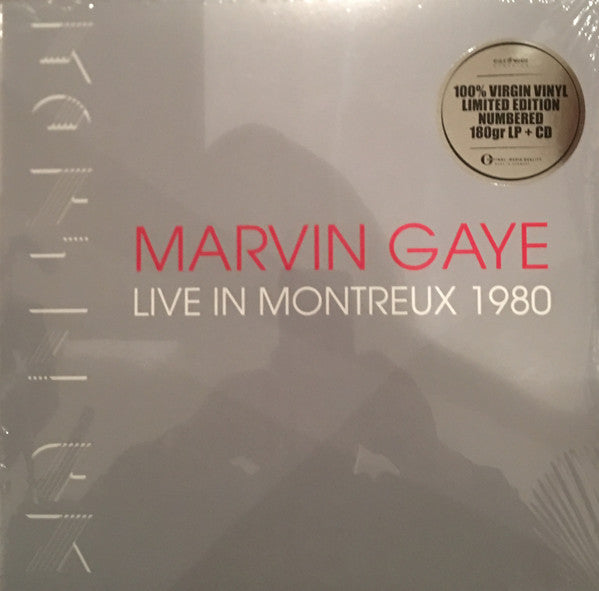 100% VIRGIN VINYL
LIMITED EDITION
NUMBERED
180gr LP + CD
MARVIN GAYE
LIVE IN MONTREUX 1980